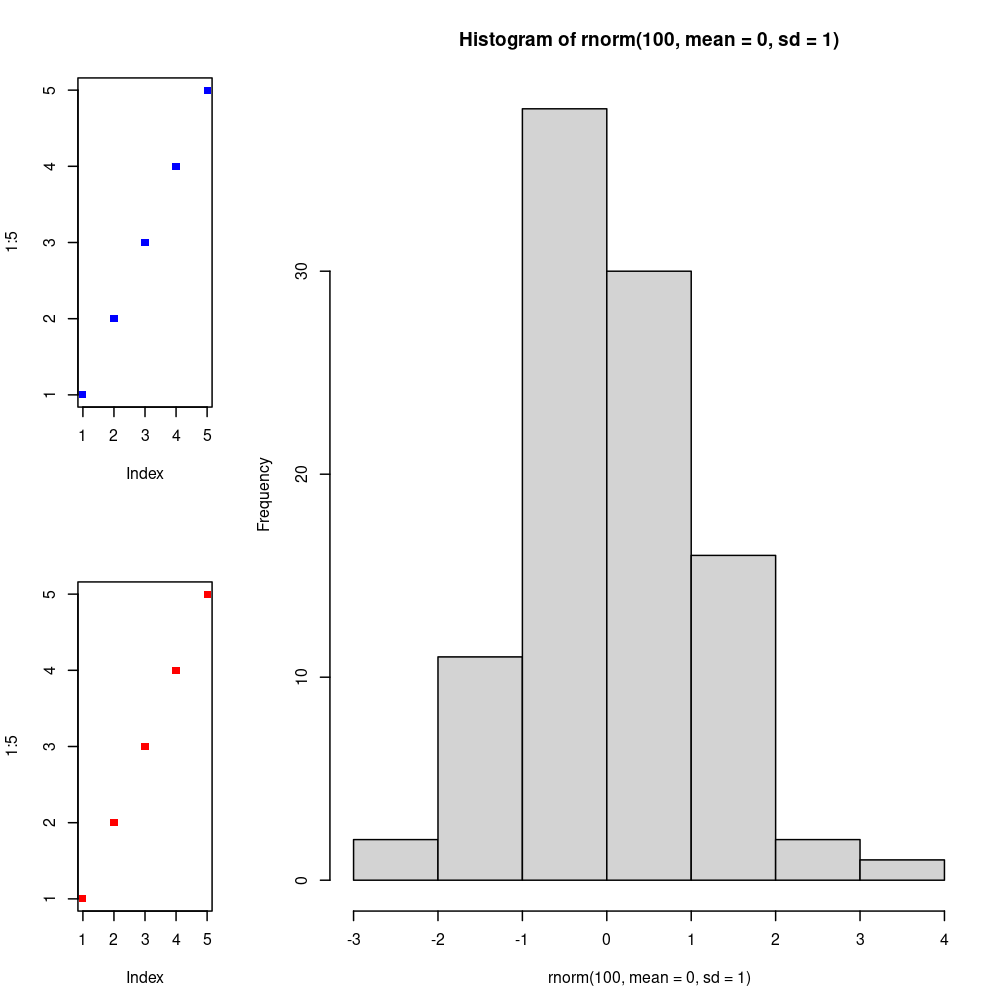 5
4
3
2
1
1:5
1 2 3 4 5
Index
5
4
3
2
1
1:5
1 2 3 4 5
Index
Histogram of rnorm(100, mean = 0, sd = 1)
30
20
10
0
Frequency
-3 -2 -1 0 1 2 3 4
rnorm(100, mean = 0, sd = 1)